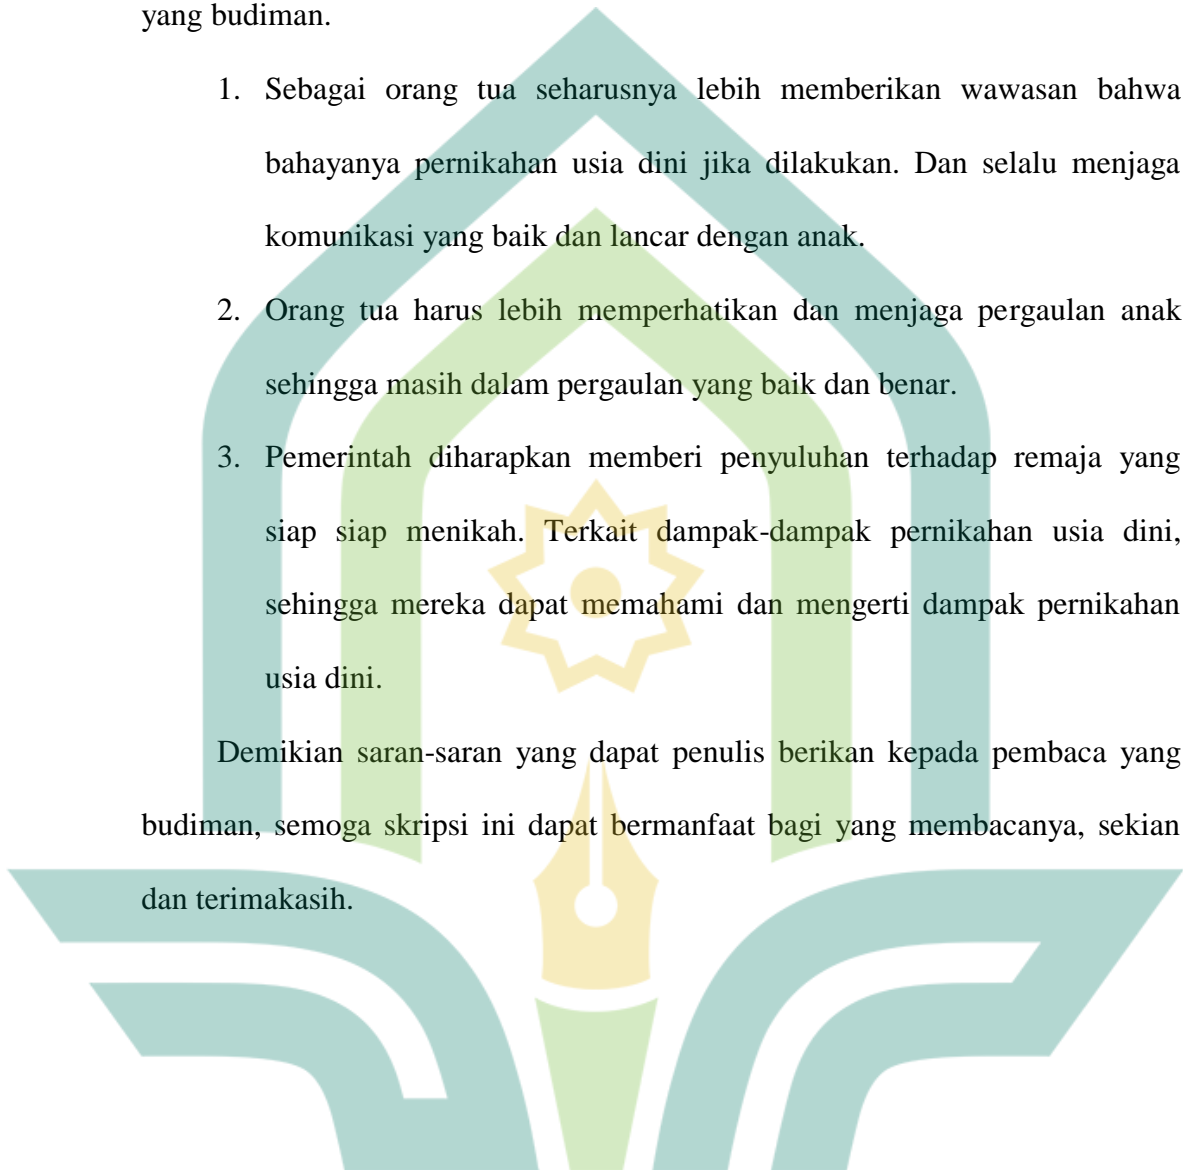 yang budiman.
1. Sebagai orang tua seharusnya lebih memberikan wawasan bahwa
bahayanya pernikahan usia dini jika dilakukan. Dan selalu menjaga
komunikasi yang baik dan lancar dengan anak.
2. Orang tua harus lebih memperhatikan dan menjaga pergaulan anak
sehingga masih dalam pergaulan yang baik dan benar.
3. Pemerintah diharapkan memberi penyuluhan terhadap remaja yang
siap siap menikah. Terkait dampak-dampak pernikahan usia dini,
sehingga mereka dapat memahami dan mengerti dampak pernikahan
usia dini.
Demikian saran-saran yang dapat penulis berikan kepada pembaca yang
budiman, semoga skripsi ini dapat bermanfaat bagi yang membacanya, sekian
dan terimakasih.